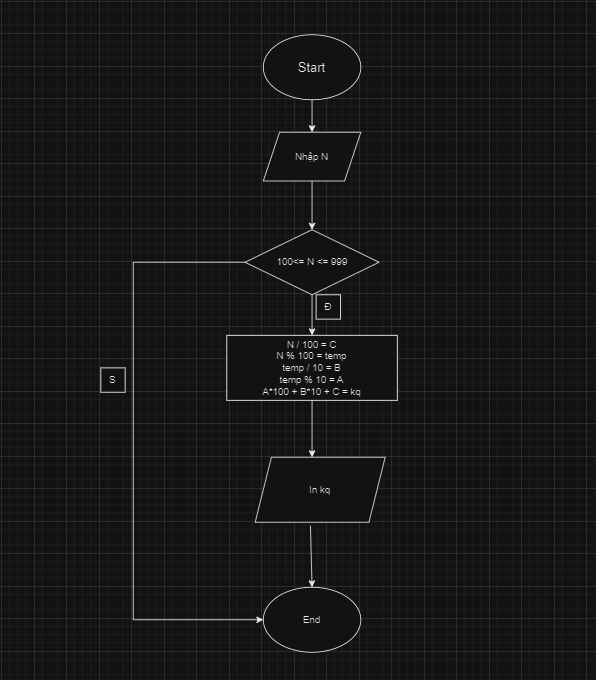 Start
Nhập N
100<= N <= 999
Đ
N / 100 = C
N % 100 = temp
temp / 10 = B
temp % 10 = A
A*100 + B*10 + C = kq
S
In kq
End